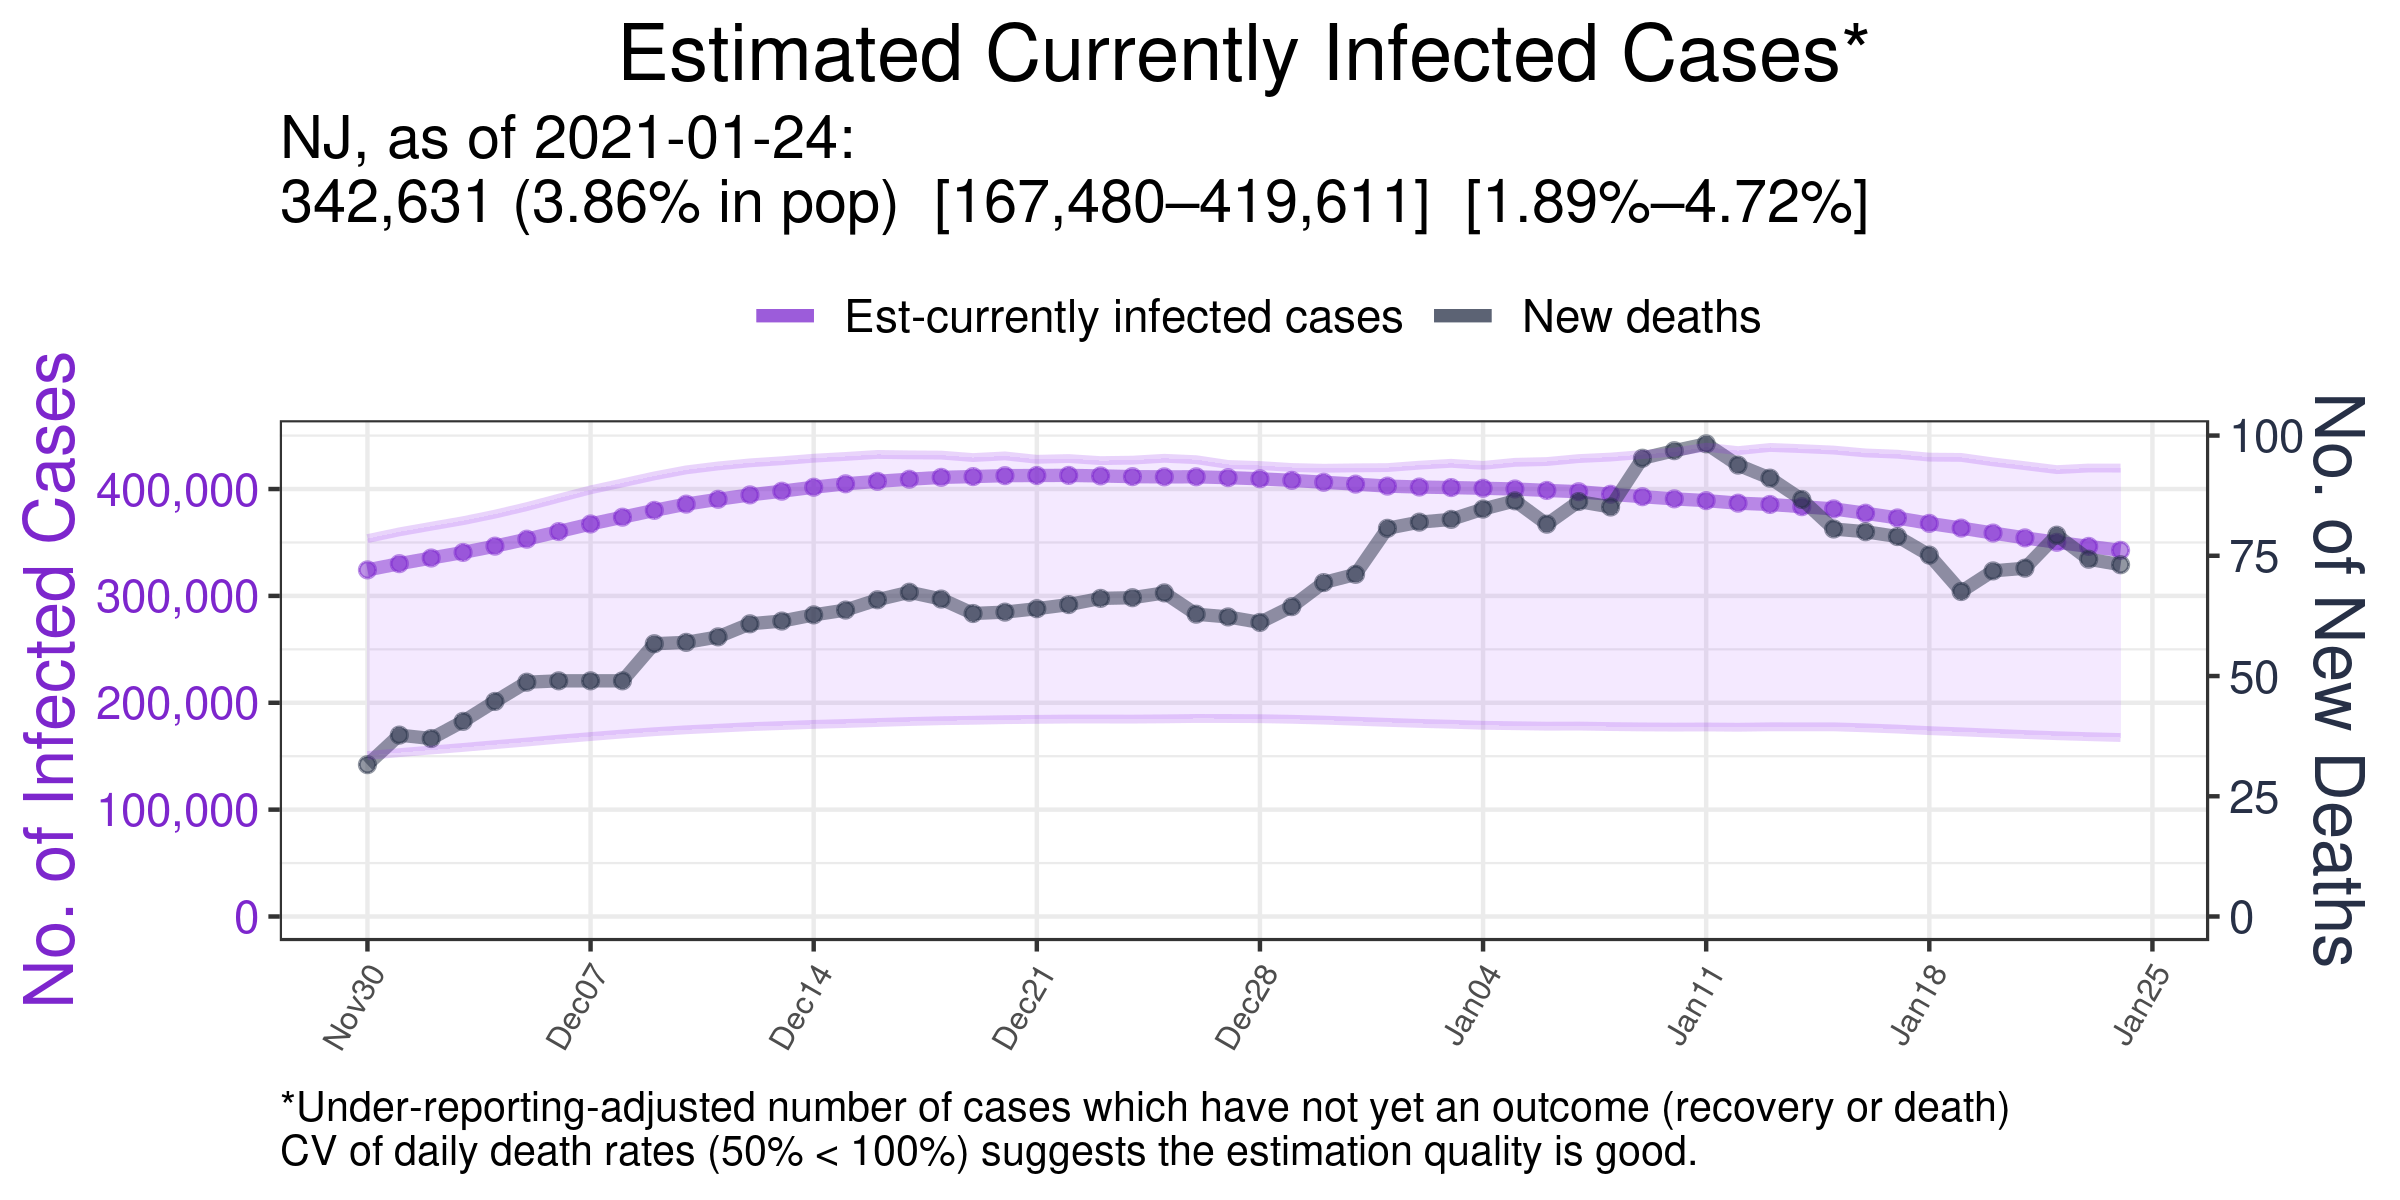 Estimated Currently Infected Cases*
NJ, as of 2021-01-24:
342,631 (3.86% in pop)  [167,480–419,611]  [1.89%–4.72%]
Est-currently infected cases
New deaths
No. of Infected Cases
400,000
300,000
200,000
100,000
0
100
75
50
25
0
No. of New Deaths
Nov30
Dec07
Dec14
Dec21
Dec28
Jan04
Jan11
Jan18
Jan25
*Under-reporting-adjusted number of cases which have not yet an outcome (recovery or death)
CV of daily death rates (50% < 100%) suggests the estimation quality is good.